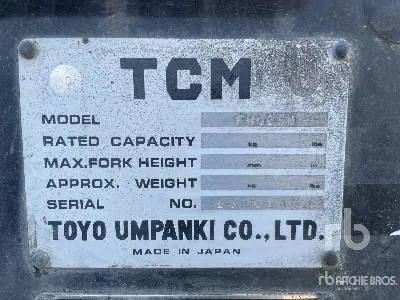 TCM
MODEL
RATED CAPACITY kg lbs
MAX. FORK HEIGHT mm in
APPROX. WEIGHT kg lbs
SERIAL NO.
TOYO UMPANKI CO., LTD.
MADE IN JAPAN
rb
rb RITCHIE BROS.